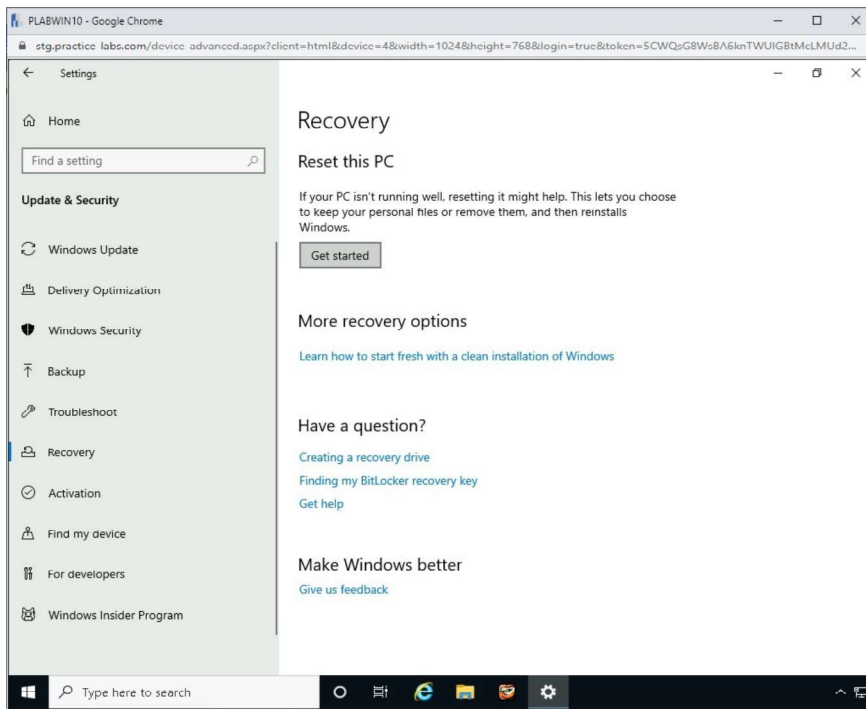 PLABWIN10 - Google Chrome
stg.practice-labs.com/device-advanced.aspx?client=html&device=4&width=1024&height=768&login=true&token=5CWQsG8WsBA6knTWUIGBtMcLMUd2...
Settings
Home
Find a setting
Update & Security
Windows Update
Delivery Optimization
Windows Security
Backup
Troubleshoot
Recovery
Activation
Find my device
For developers
Windows Insider Program
Recovery
Reset this PC
If your PC isn't running well, resetting it might help. This lets you choose
to keep your personal files or remove them, and then reinstalls
Windows.
Get started
More recovery options
Learn how to start fresh with a clean installation of Windows
Have a question?
Creating a recovery drive
Finding my BitLocker recovery key
Get help
Make Windows better
Give us feedback
Type here to search